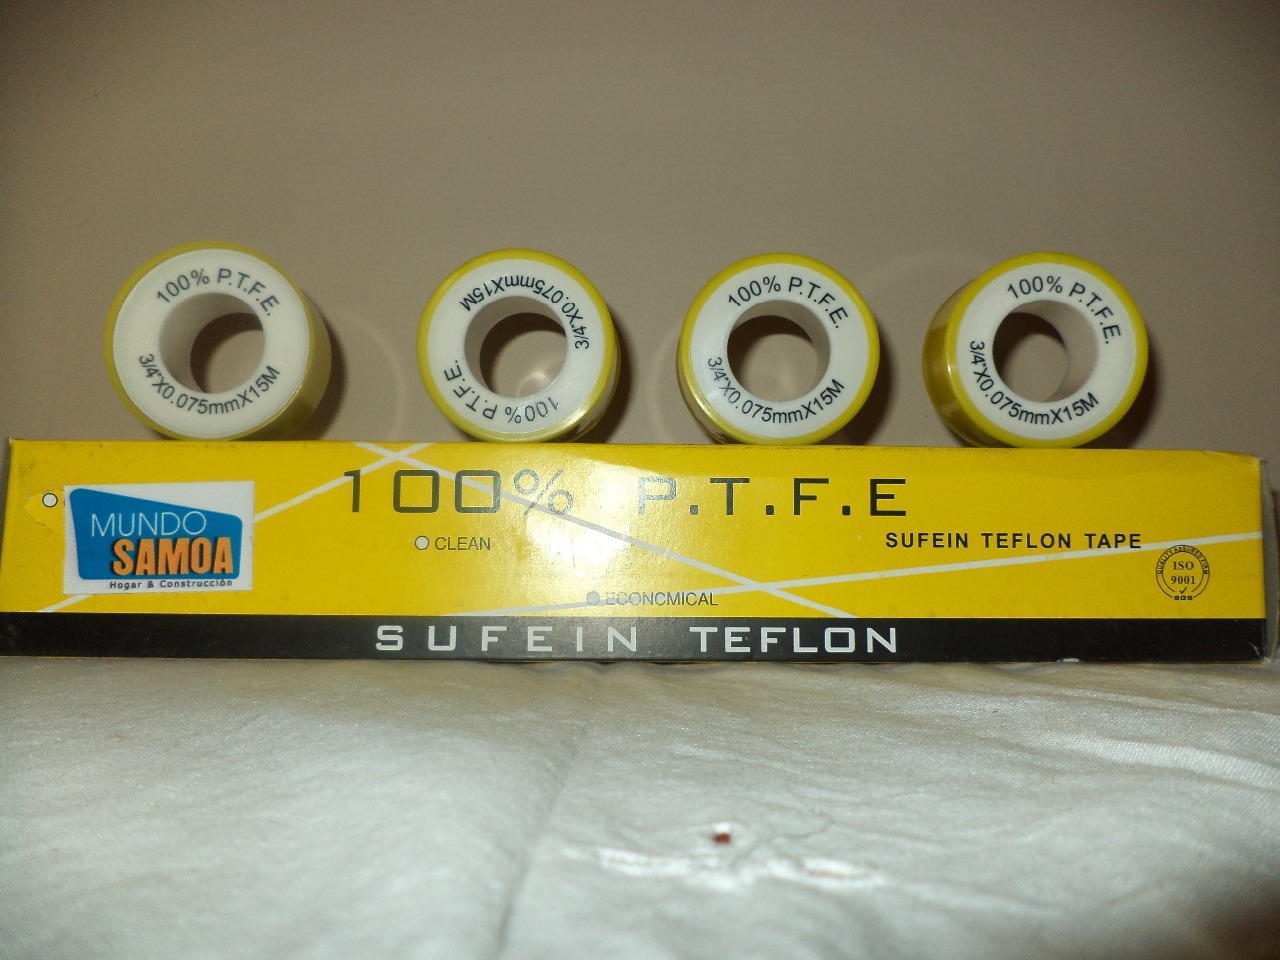 100% P.T.F.E.
3/4"X0.075mmX15M
3/4"X0.075mmX15M
100% P.T.F.E.
100% P.T.F.E.
3/4"X0.075mmX15M
100% P.T.F.E.
3/4"X0.075mmX15M
100% P.T.F.E
MUNDO
SAMOA
Hogar & Construcción
CLEAN
SUFEIN TEFLON TAPE
ISO
9001
SGS
ECONCMICAL
SUFEIN TEFLON